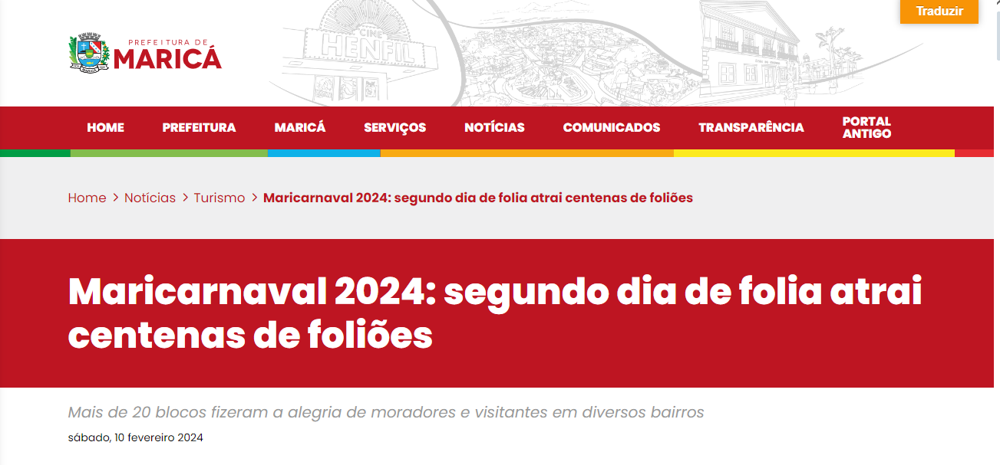 Traduzir
CINE
HENFIL
PREFEITURA DE
MARICÁ
HOME
PREFEITURA
MARICÁ
SERVIÇOS
NOTÍCIAS
COMUNICADOS
TRANSPARÊNCIA
PORTAL
ANTIGO
Home > Notícias > Turismo > Maricarnaval 2024: segundo dia de folia atrai centenas de foliões
Maricarnaval 2024: segundo dia de folia atrai
centenas de foliões
Mais de 20 blocos fizeram a alegria de moradores e visitantes em diversos bairros
sábado, 10 fevereiro 2024